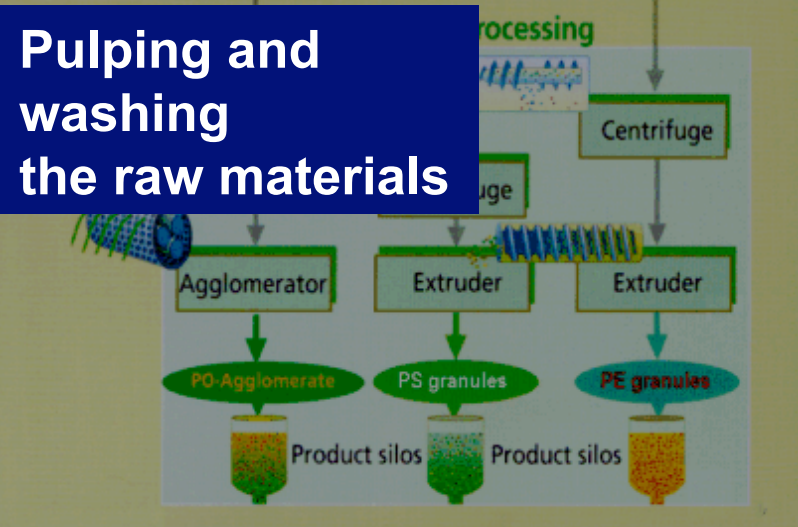 Pulping and
washing
the raw materials
rocessing
Centrifuge
uge
Agglomerator
Extruder
Extruder
PO-Agglomerate
PS granules
PE granules
Product silos
Product silos